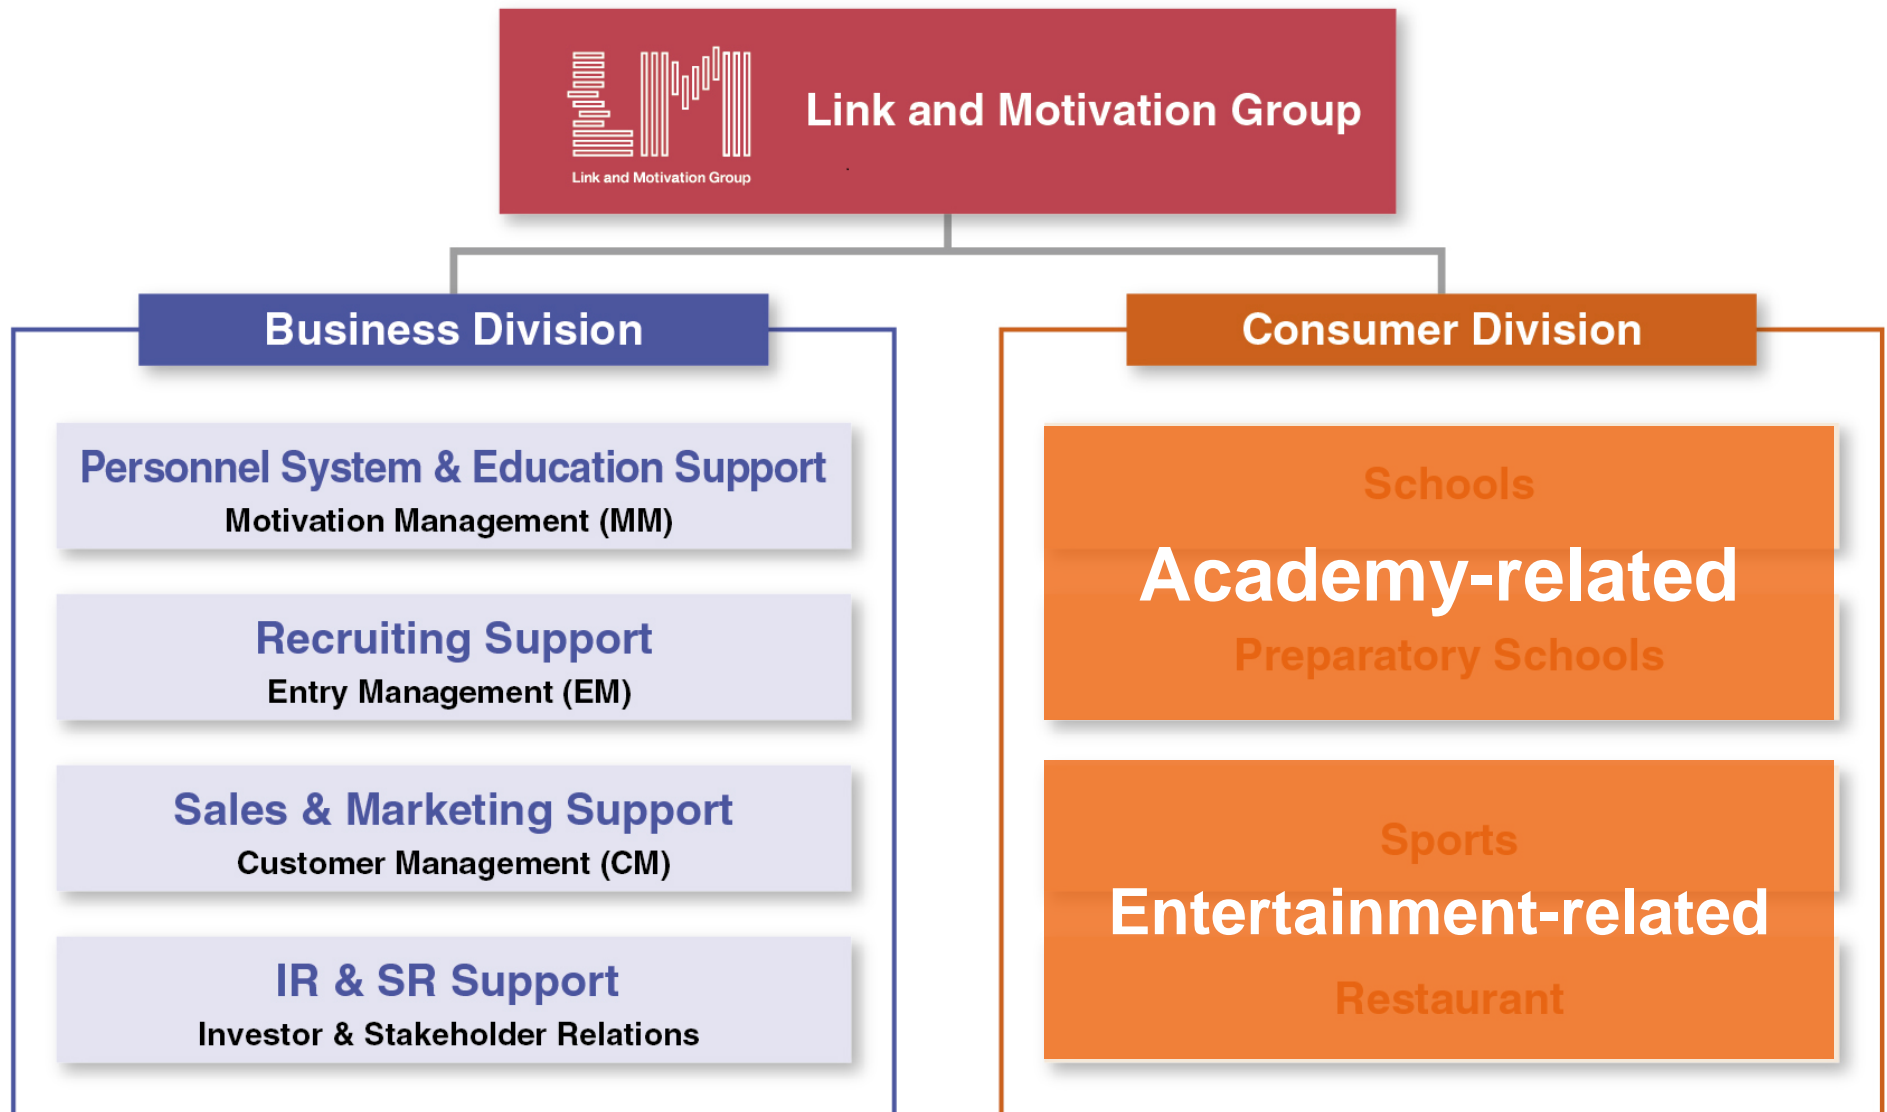 Link and Motivation Group
Link and Motivation Group
Business Division
Personnel System & Education Support
Motivation Management (MM)
Recruiting Support
Entry Management (EM)
Sales & Marketing Support
Customer Management (CM)
IR & SR Support
Investor & Stakeholder Relations
Consumer Division
Schools
Academy-related
Preparatory Schools
Sports
Entertainment-related
Restaurant